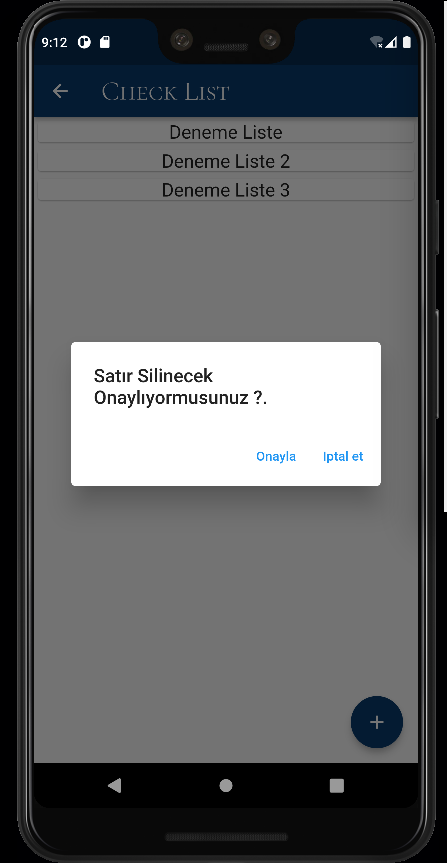 9:12
Check List
Deneme Liste
Deneme Liste 2
Deneme Liste 3
Satır Silinecek
Onaylıyormusunuz ?.
Onayla Iptal et